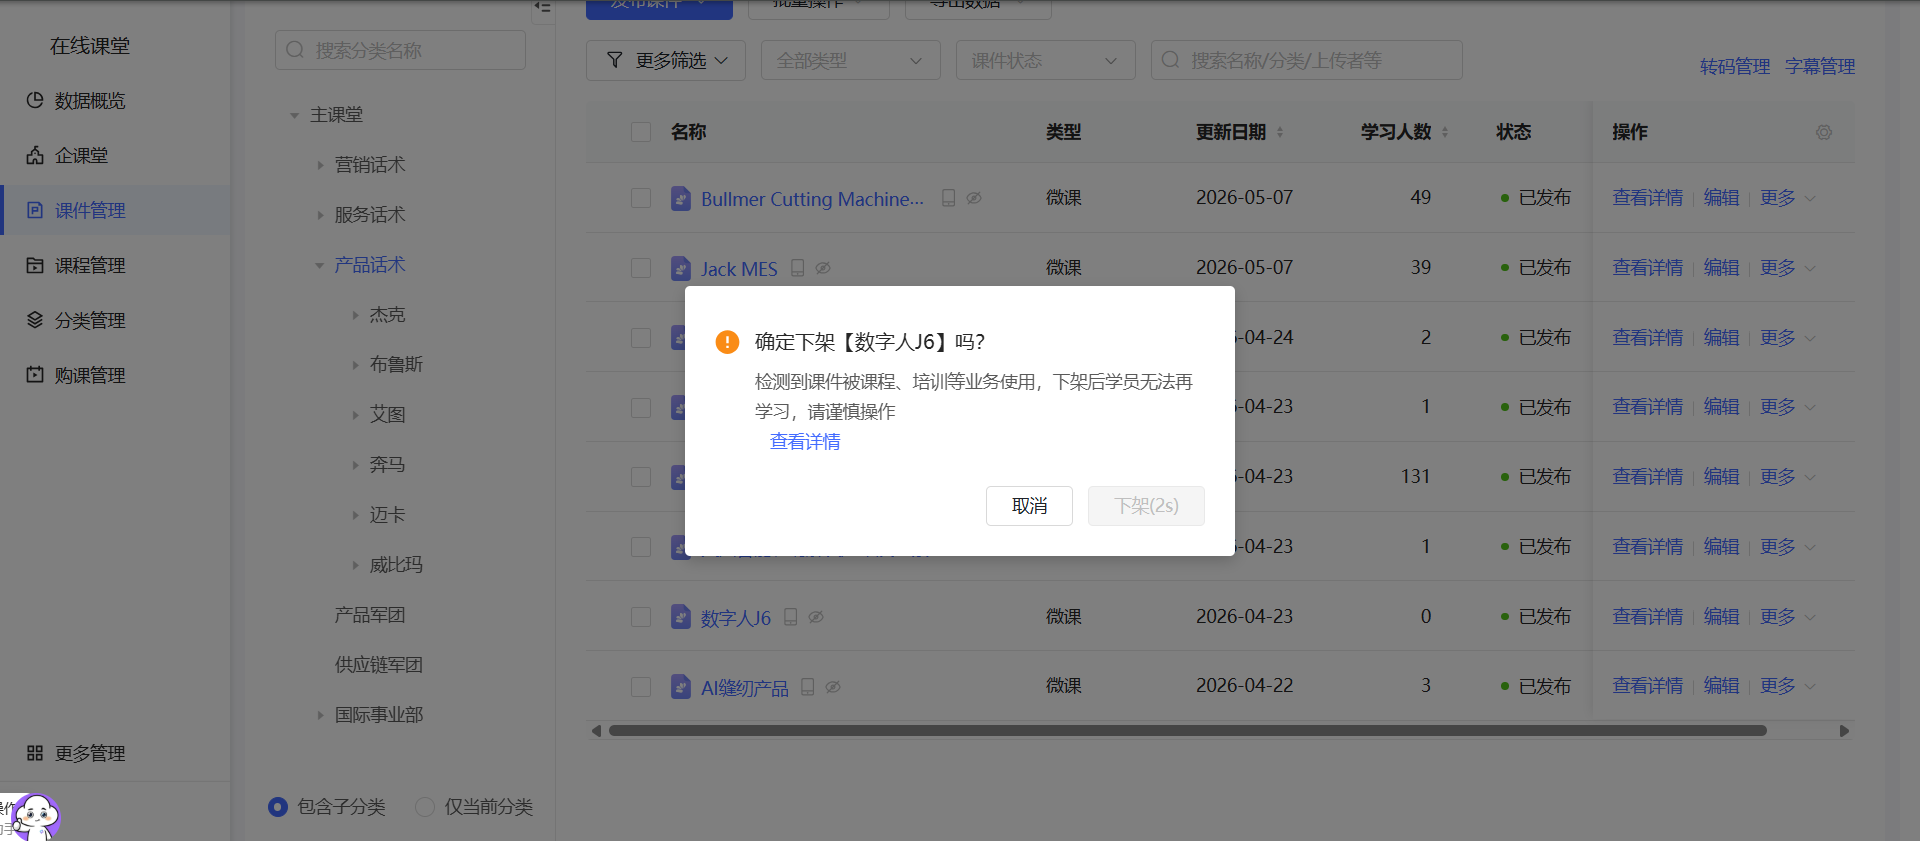 在线课堂
数据概览
企课堂
课件管理
课程管理
分类管理
购课管理
更多管理
搜索分类名称
主课堂
营销话术
服务话术
产品话术
杰克
布鲁斯
艾图
奔马
迈卡
威比玛
产品军团
供应链军团
国际事业部
包含子分类 仅当前分类
发布课件 批量操作 导出数据
更多筛选 全部类型 课件状态 搜索名称/分类/上传者等
转码管理 字幕管理
名称 类型 更新日期 学习人数 状态 操作
Bullmer Cutting Machine... 微课 2026-05-07 49 已发布 查看详情 编辑 更多
Jack MES 微课 2026-05-07 39 已发布 查看详情 编辑 更多
-04-24 2 已发布 查看详情 编辑 更多
-04-23 1 已发布 查看详情 编辑 更多
-04-23 131 已发布 查看详情 编辑 更多
-04-23 1 已发布 查看详情 编辑 更多
数字人J6 微课 2026-04-23 0 已发布 查看详情 编辑 更多
AI缝纫产品 微课 2026-04-22 3 已发布 查看详情 编辑 更多
确定下架【数字人J6】吗？
检测到课件被课程、培训等业务使用，下架后学员无法再
学习，请谨慎操作
查看详情
取消 下架(2s)